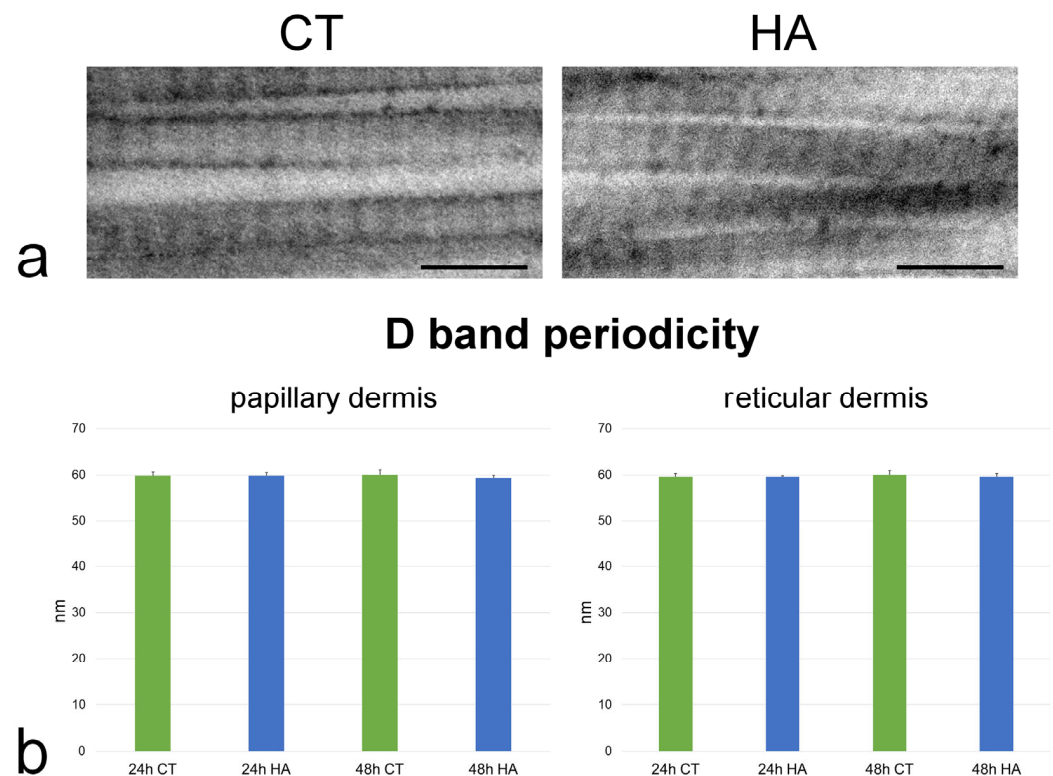 CT HA
a
D band periodicity
papillary dermis reticular dermis
70 70
60 60
50 50
40 40
30 30
nm nm
20 20
10 10
0 0
b
24h CT 24h HA 48h CT 48h HA 24h CT 24h HA 48h CT 48h HA